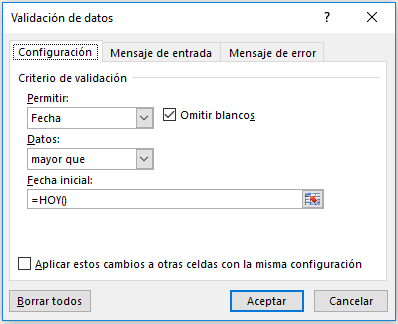 Validación de datos
?
Configuración
Mensaje de entrada
Mensaje de error
Criterio de validación
Permitir:
Fecha
Omitir blancos
Datos:
mayor que
Fecha inicial:
=HOY()
Aplicar estos cambios a otras celdas con la misma configuración
Borrar todos
Aceptar
Cancelar